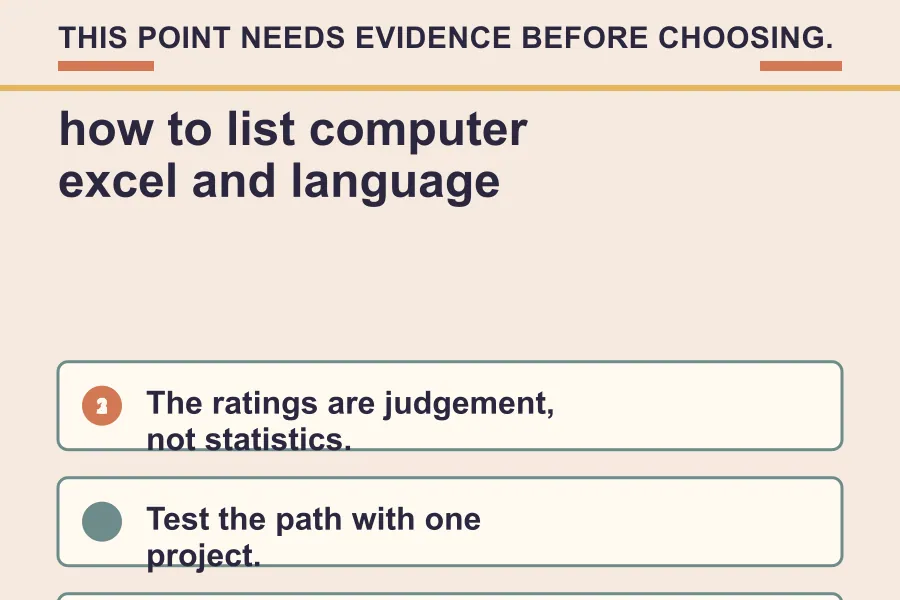 THIS POINT NEEDS EVIDENCE BEFORE CHOOSING.
how to list computer
excel and language
The ratings are judgement,
not statistics.
Test the path with one
project.